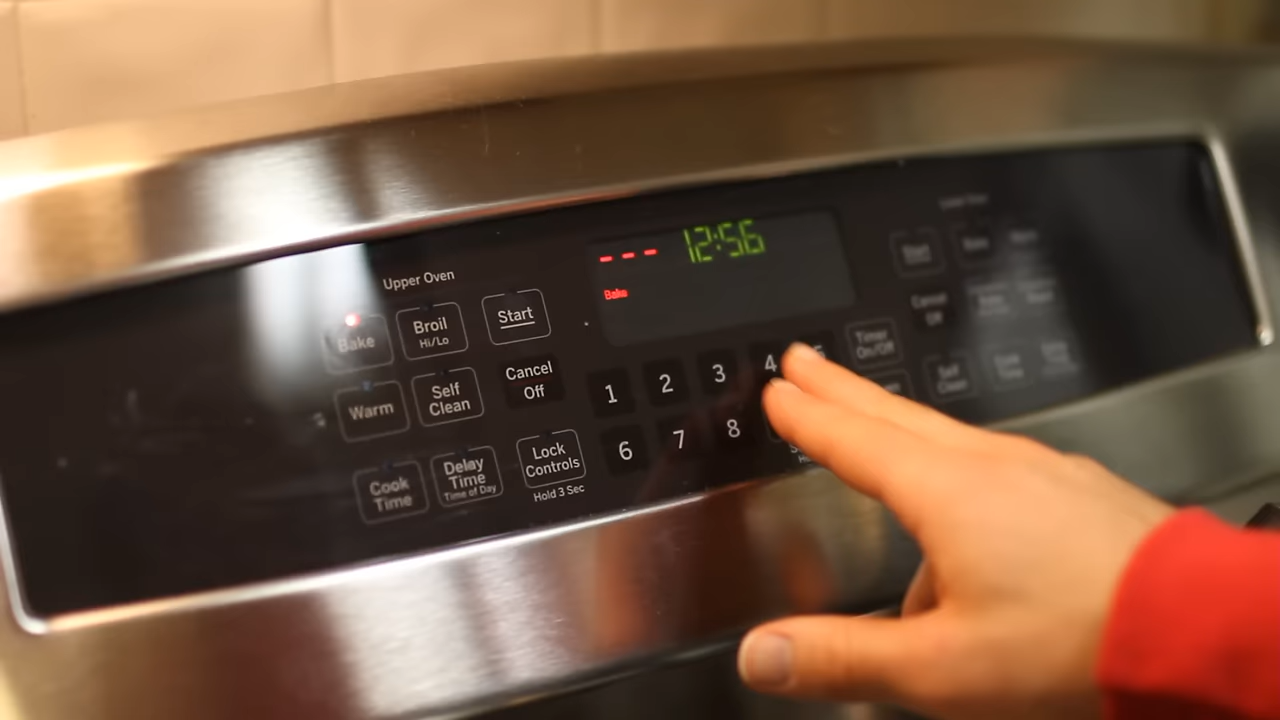 Upper Oven
Bake
Broil
Hi/Lo
Start
Warm
Self
Clean
Cancel
Off
Cook
Time
Delay
Time
Time of Day
Lock
Controls
Hold 3 Sec
- - - 12:56
Bake
1 2 3 4 5
6 7 8
Timer
On/Off
Start
Bake
Cancel
Off
Self
Clean